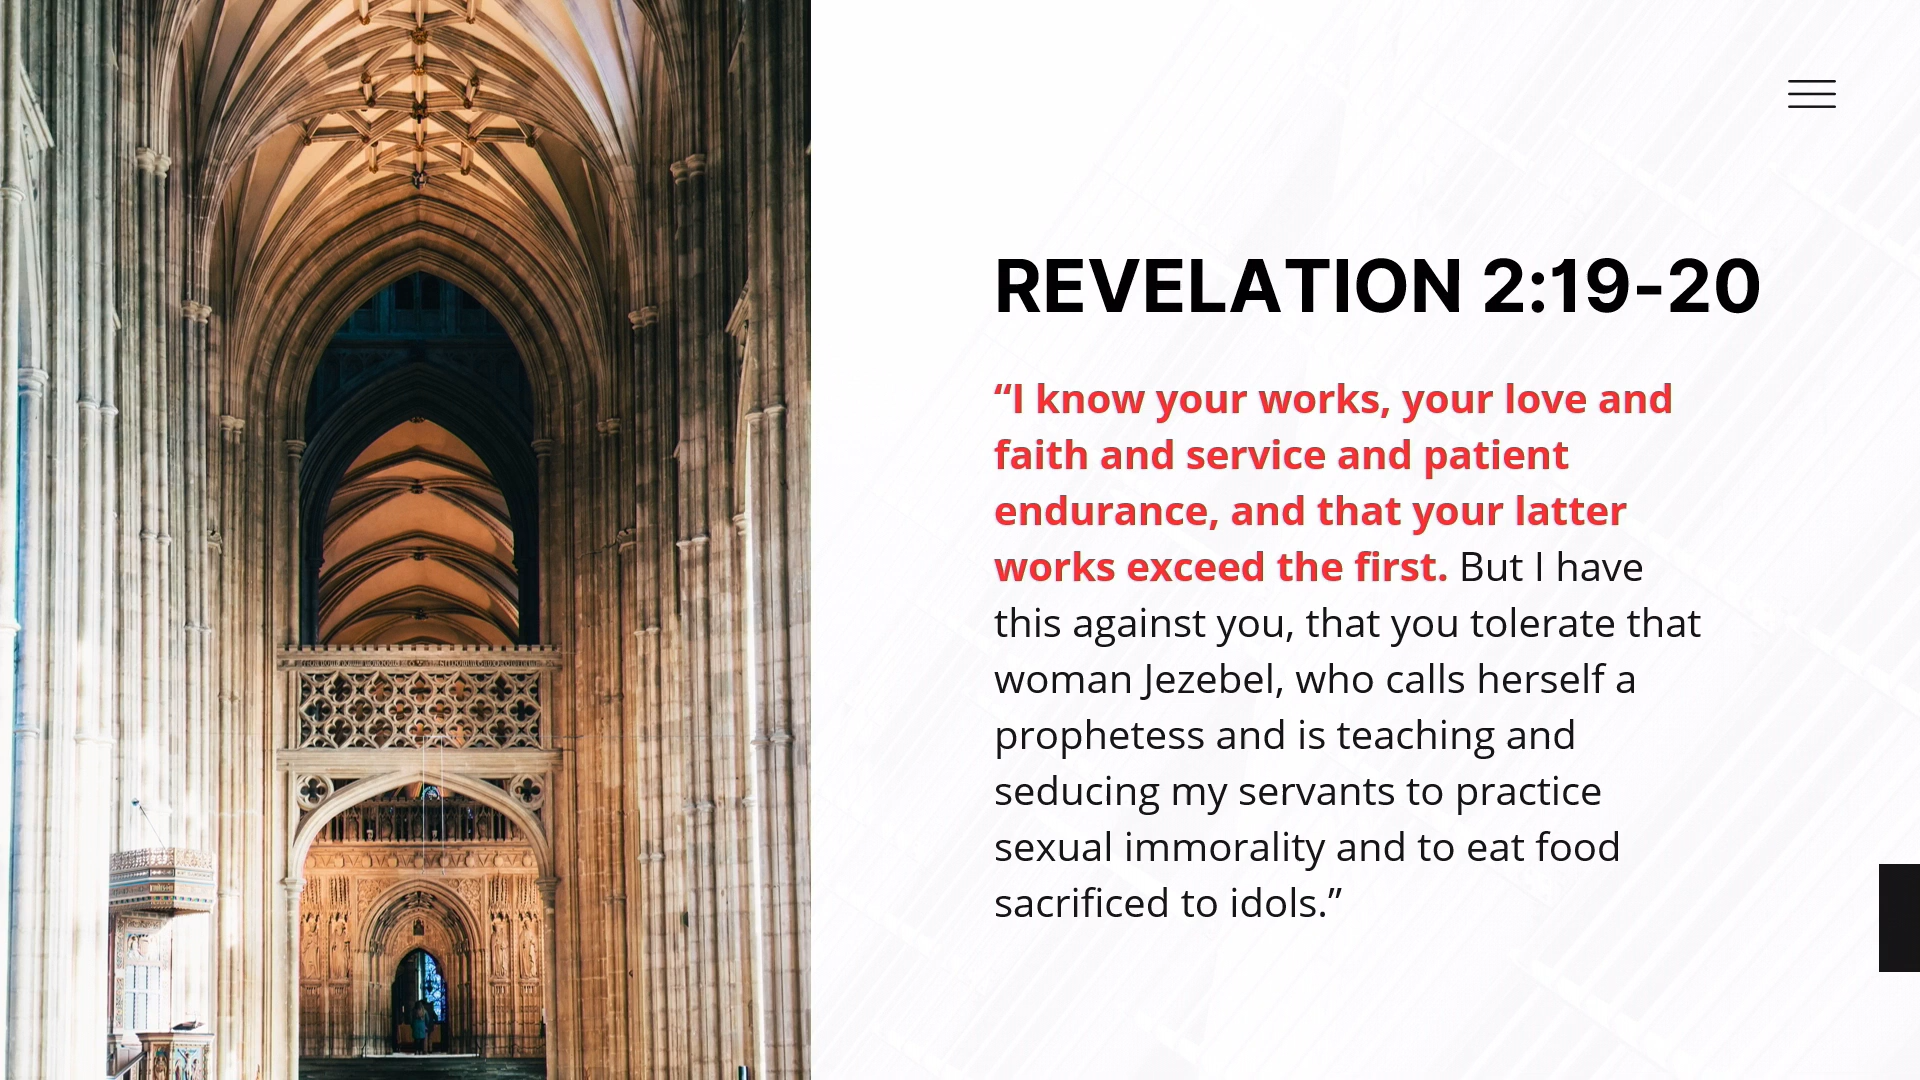 REVELATION 2:19-20
“I know your works, your love and
faith and service and patient
endurance, and that your latter
works exceed the first. But I have
this against you, that you tolerate that
woman Jezebel, who calls herself a
prophetess and is teaching and
seducing my servants to practice
sexual immorality and to eat food
sacrificed to idols.”